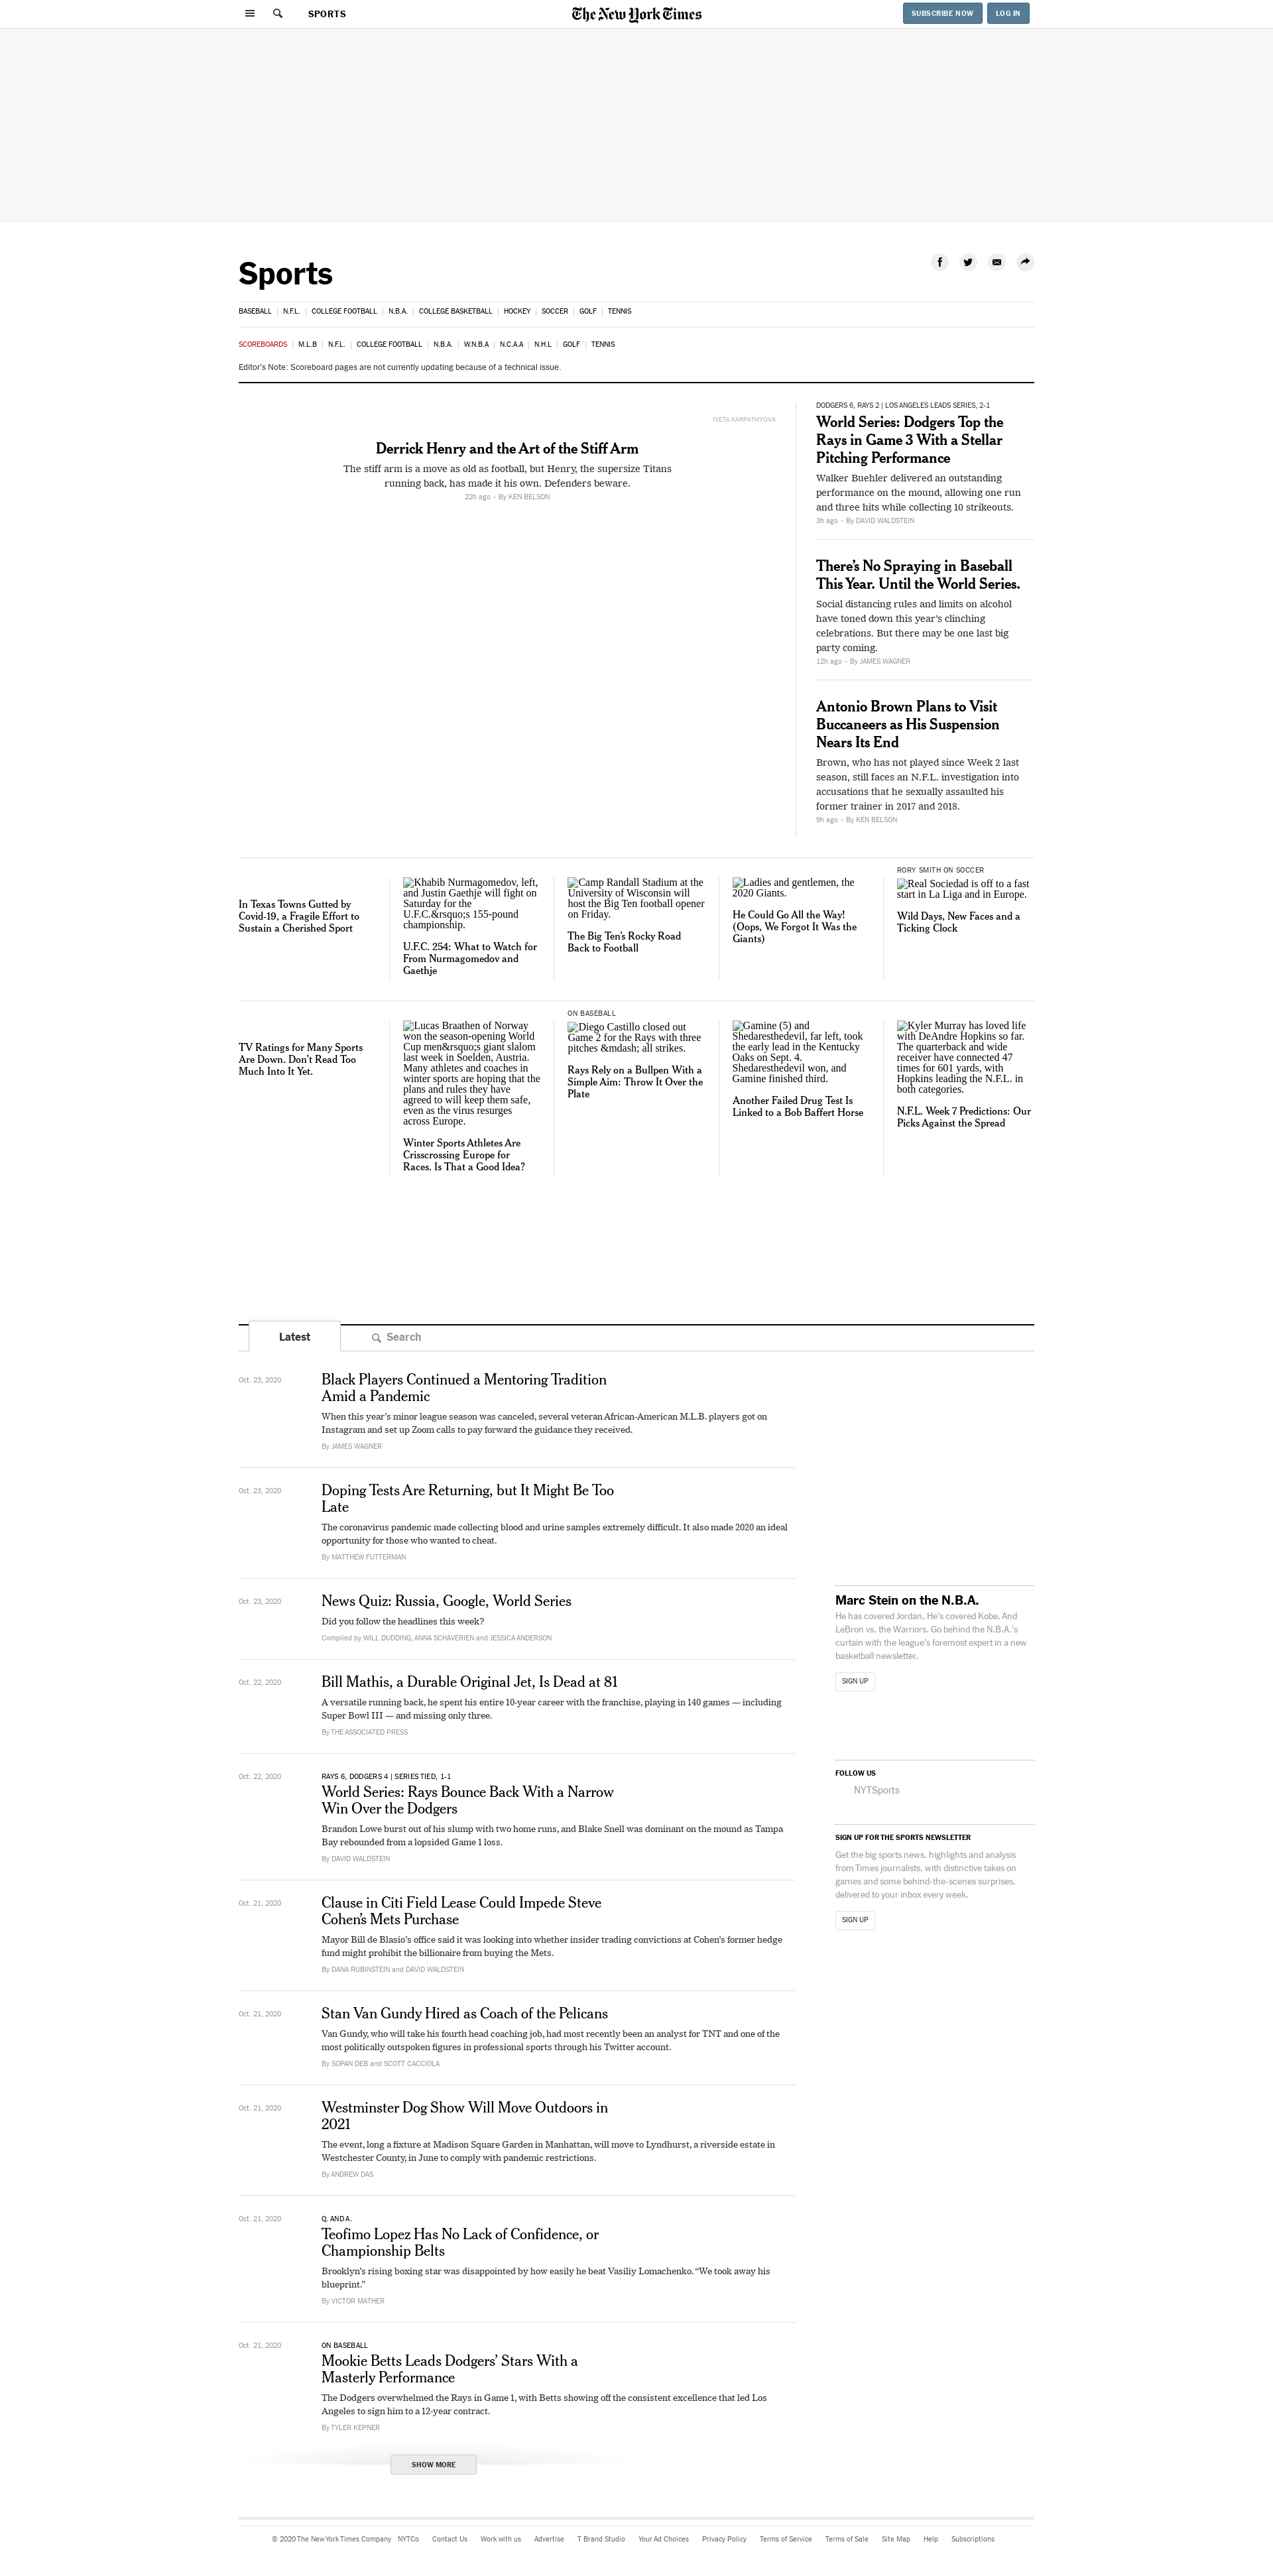 SPORTS
The New York Times
SUBSCRIBE NOW
LOG IN
Sports
BASEBALL | N.F.L. | COLLEGE FOOTBALL | N.B.A. | COLLEGE BASKETBALL | HOCKEY | SOCCER | GOLF | TENNIS
SCOREBOARDS | M.L.B | N.F.L. | COLLEGE FOOTBALL | N.B.A. | W.N.B.A | N.C.A.A | N.H.L | GOLF | TENNIS
Editor's Note: Scoreboard pages are not currently updating because of a technical issue.
IVETA KARPATHYOVA
Derrick Henry and the Art of the Stiff Arm
The stiff arm is a move as old as football, but Henry, the supersize Titans
running back, has made it his own. Defenders beware.
22h ago - By KEN BELSON
DODGERS 6, RAYS 2 | LOS ANGELES LEADS SERIES, 2-1
World Series: Dodgers Top the
Rays in Game 3 With a Stellar
Pitching Performance
Walker Buehler delivered an outstanding
performance on the mound, allowing one run
and three hits while collecting 10 strikeouts.
3h ago - By DAVID WALDSTEIN
There's No Spraying in Baseball
This Year. Until the World Series.
Social distancing rules and limits on alcohol
have toned down this year's clinching
celebrations. But there may be one last big
party coming.
12h ago - By JAMES WAGNER
Antonio Brown Plans to Visit
Buccaneers as His Suspension
Nears Its End
Brown, who has not played since Week 2 last
season, still faces an N.F.L. investigation into
accusations that he sexually assaulted his
former trainer in 2017 and 2018.
9h ago - By KEN BELSON
In Texas Towns Gutted by
Covid-19, a Fragile Effort to
Sustain a Cherished Sport
Khabib Nurmagomedov, left,
and Justin Gaethje will fight on
Saturday for the
U.F.C.&rsquo;s 155-pound
championship.
U.F.C. 254: What to Watch for
From Nurmagomedov and
Gaethje
Camp Randall Stadium at the
University of Wisconsin will
host the Big Ten football opener
on Friday.
The Big Ten's Rocky Road
Back to Football
Ladies and gentlemen, the
2020 Giants.
He Could Go All the Way!
(Oops, We Forgot It Was the
Giants)
RORY SMITH ON SOCCER
Real Sociedad is off to a fast
start in La Liga and in Europe.
Wild Days, New Faces and a
Ticking Clock
TV Ratings for Many Sports
Are Down. Don't Read Too
Much Into It Yet.
Lucas Braathen of Norway
won the season-opening World
Cup men&rsquo;s giant slalom
last week in Soelden, Austria.
Many athletes and coaches in
winter sports are hoping that the
plans and rules they have
agreed to will keep them safe,
even as the virus resurges
across Europe.
Winter Sports Athletes Are
Crisscrossing Europe for
Races. Is That a Good Idea?
ON BASEBALL
Diego Castillo closed out
Game 2 for the Rays with three
pitches &mdash; all strikes.
Rays Rely on a Bullpen With a
Simple Aim: Throw It Over the
Plate
Gamine (5) and
Shedaresthedevil, far left, took
the early lead in the Kentucky
Oaks on Sept. 4.
Shedaresthedevil won, and
Gamine finished third.
Another Failed Drug Test Is
Linked to a Bob Baffert Horse
Kyler Murray has loved life
with DeAndre Hopkins so far.
The quarterback and wide
receiver have connected 47
times for 601 yards, with
Hopkins leading the N.F.L. in
both categories.
N.F.L. Week 7 Predictions: Our
Picks Against the Spread
Latest
Search
Oct. 23, 2020
Black Players Continued a Mentoring Tradition
Amid a Pandemic
When this year's minor league season was canceled, several veteran African-American M.L.B. players got on
Instagram and set up Zoom calls to pay forward the guidance they received.
By JAMES WAGNER
Oct. 23, 2020
Doping Tests Are Returning, but It Might Be Too
Late
The coronavirus pandemic made collecting blood and urine samples extremely difficult. It also made 2020 an ideal
opportunity for those who wanted to cheat.
By MATTHEW FUTTERMAN
Oct. 23, 2020
News Quiz: Russia, Google, World Series
Did you follow the headlines this week?
Compiled by WILL DUDDING, ANNA SCHAVERIEN and JESSICA ANDERSON
Oct. 22, 2020
Bill Mathis, a Durable Original Jet, Is Dead at 81
A versatile running back, he spent his entire 10-year career with the franchise, playing in 140 games — including
Super Bowl III — and missing only three.
By THE ASSOCIATED PRESS
Oct. 22, 2020
RAYS 6, DODGERS 4 | SERIES TIED, 1-1
World Series: Rays Bounce Back With a Narrow
Win Over the Dodgers
Brandon Lowe burst out of his slump with two home runs, and Blake Snell was dominant on the mound as Tampa
Bay rebounded from a lopsided Game 1 loss.
By DAVID WALDSTEIN
Oct. 21, 2020
Clause in Citi Field Lease Could Impede Steve
Cohen's Mets Purchase
Mayor Bill de Blasio's office said it was looking into whether insider trading convictions at Cohen's former hedge
fund might prohibit the billionaire from buying the Mets.
By DANA RUBINSTEIN and DAVID WALDSTEIN
Oct. 21, 2020
Stan Van Gundy Hired as Coach of the Pelicans
Van Gundy, who will take his fourth head coaching job, had most recently been an analyst for TNT and one of the
most politically outspoken figures in professional sports through his Twitter account.
By SOPAN DEB and SCOTT CACCIOLA
Oct. 21, 2020
Westminster Dog Show Will Move Outdoors in
2021
The event, long a fixture at Madison Square Garden in Manhattan, will move to Lyndhurst, a riverside estate in
Westchester County, in June to comply with pandemic restrictions.
By ANDREW DAS
Oct. 21, 2020
Q. AND A.
Teofimo Lopez Has No Lack of Confidence, or
Championship Belts
Brooklyn's rising boxing star was disappointed by how easily he beat Vasiliy Lomachenko. "We took away his
blueprint."
By VICTOR MATHER
Oct. 21, 2020
ON BASEBALL
Mookie Betts Leads Dodgers' Stars With a
Masterly Performance
The Dodgers overwhelmed the Rays in Game 1, with Betts showing off the consistent excellence that led Los
Angeles to sign him to a 12-year contract.
By TYLER KEPNER
SHOW MORE
Marc Stein on the N.B.A.
He has covered Jordan. He's covered Kobe. And
LeBron vs. the Warriors. Go behind the N.B.A.'s
curtain with the league's foremost expert in a new
basketball newsletter.
SIGN UP
FOLLOW US
NYTSports
SIGN UP FOR THE SPORTS NEWSLETTER
Get the big sports news, highlights and analysis
from Times journalists, with distinctive takes on
games and some behind-the-scenes surprises,
delivered to your inbox every week.
SIGN UP
© 2020 The New York Times Company NYTCo Contact Us Work with us Advertise T Brand Studio Your Ad Choices Privacy Policy Terms of Service Terms of Sale Site Map Help Subscriptions